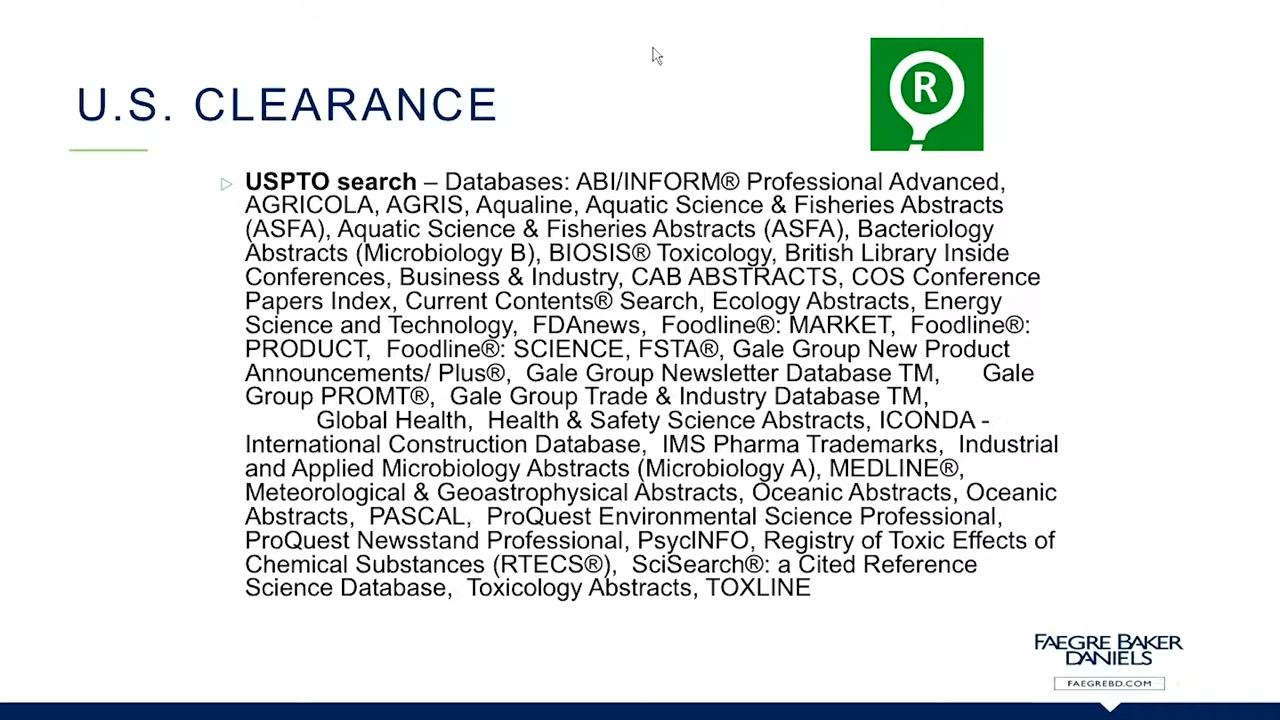 R
U.S. CLEARANCE
USPTO search – Databases: ABI/INFORM® Professional Advanced,
AGRICOLA, AGRIS, Aqualine, Aquatic Science & Fisheries Abstracts
(ASFA), Aquatic Science & Fisheries Abstracts (ASFA), Bacteriology
Abstracts (Microbiology B), BIOSIS® Toxicology, British Library Inside
Conferences, Business & Industry, CAB ABSTRACTS, COS Conference
Papers Index, Current Contents® Search, Ecology Abstracts, Energy
Science and Technology, FDAnews, Foodline®: MARKET, Foodline®:
PRODUCT, Foodline®: SCIENCE, FSTA®, Gale Group New Product
Announcements/ Plus®, Gale Group Newsletter Database TM, Gale
Group PROMT®, Gale Group Trade & Industry Database TM,
Global Health, Health & Safety Science Abstracts, ICONDA -
International Construction Database, IMS Pharma Trademarks, Industrial
and Applied Microbiology Abstracts (Microbiology A), MEDLINE®,
Meteorological & Geoastrophysical Abstracts, Oceanic Abstracts, Oceanic
Abstracts, PASCAL, ProQuest Environmental Science Professional,
ProQuest Newsstand Professional, PsycINFO, Registry of Toxic Effects of
Chemical Substances (RTECS®), SciSearch®: a Cited Reference
Science Database, Toxicology Abstracts, TOXLINE
FAEGRE BAKER
DANIELS
FAEGREBD.COM